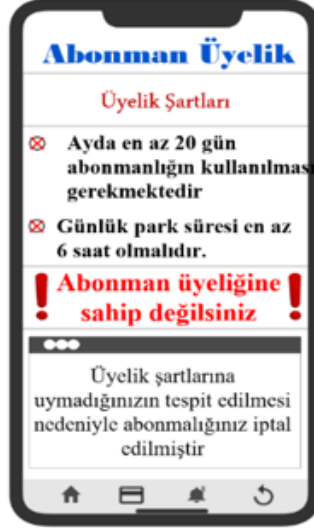 Abonman Üyelik
Üyelik Şartları
Ayda en az 20 gün
abonmanlığın kullanılması
gerekmektedir
Günlük park süresi en az
6 saat olmalıdır.
Abonman üyeliğine
sahip değilsiniz
Üyelik şartlarına
uymadığınızın tespit edilmesi
nedeniyle abonmalığınız iptal
edilmiştir